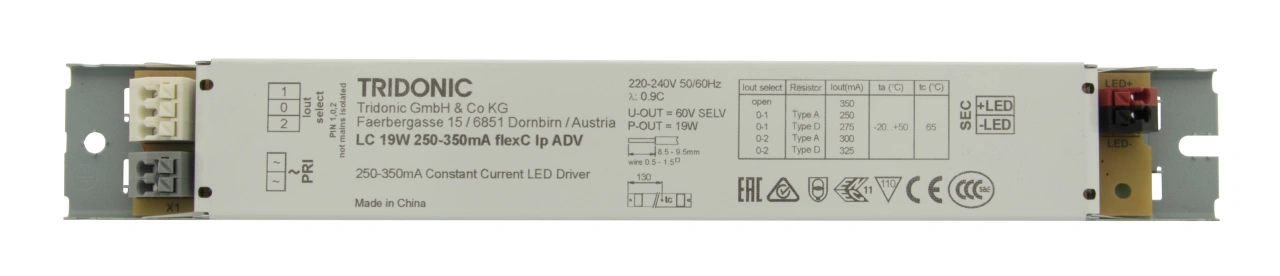 1
0
2
Iout
select
PIN 1,0,2
not mains isolated
~
~
~
PRI
X1
TRIDONIC
Tridonic GmbH & Co KG
Faerbergasse 15 / 6851 Dornbirn / Austria
LC 19W 250-350mA flexC lp ADV
250-350mA Constant Current LED Driver
Made in China
220-240V 50/60Hz
λ: 0.9C
U-OUT = 60V SELV
P-OUT = 19W
8.5 - 9.5mm
wire 0.5 - 1.5
130
tc
Iout select Resistor Iout(mA) ta (°C) tc (°C)
open 350
0-1 Type A 250
0-1 Type D 275 -20...+50 65
0-2 Type A 300
0-2 Type D 325
EAC 11 110 CE CCC S&E
SEC
+LED
-LED
LED+
LED-